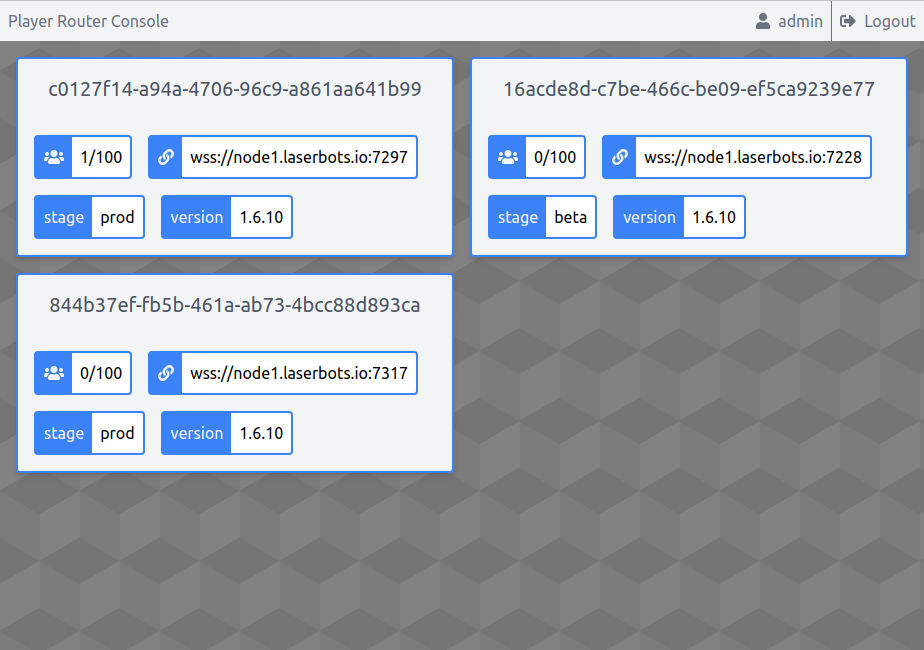 Player Router Console admin Logout
c0127f14-a94a-4706-96c9-a861aa641b99
1/100 wss://node1.laserbots.io:7297
stage prod version 1.6.10
16acde8d-c7be-466c-be09-ef5ca9239e77
0/100 wss://node1.laserbots.io:7228
stage beta version 1.6.10
844b37ef-fb5b-461a-ab73-4bcc88d893ca
0/100 wss://node1.laserbots.io:7317
stage prod version 1.6.10